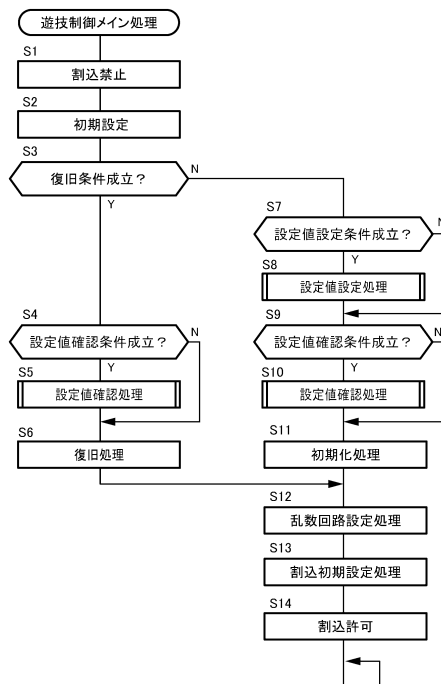 遊技制御メイン処理
S1
割込禁止
S2
初期設定
S3
復旧条件成立？
N
Y
S7
設定値設定条件成立？
N
Y
S8
設定値設定処理
S4
設定値確認条件成立？
N
Y
S9
設定値確認条件成立？
N
Y
S5
設定値確認処理
S10
設定値確認処理
S6
復旧処理
S11
初期化処理
S12
乱数回路設定処理
S13
割込初期設定処理
S14
割込許可